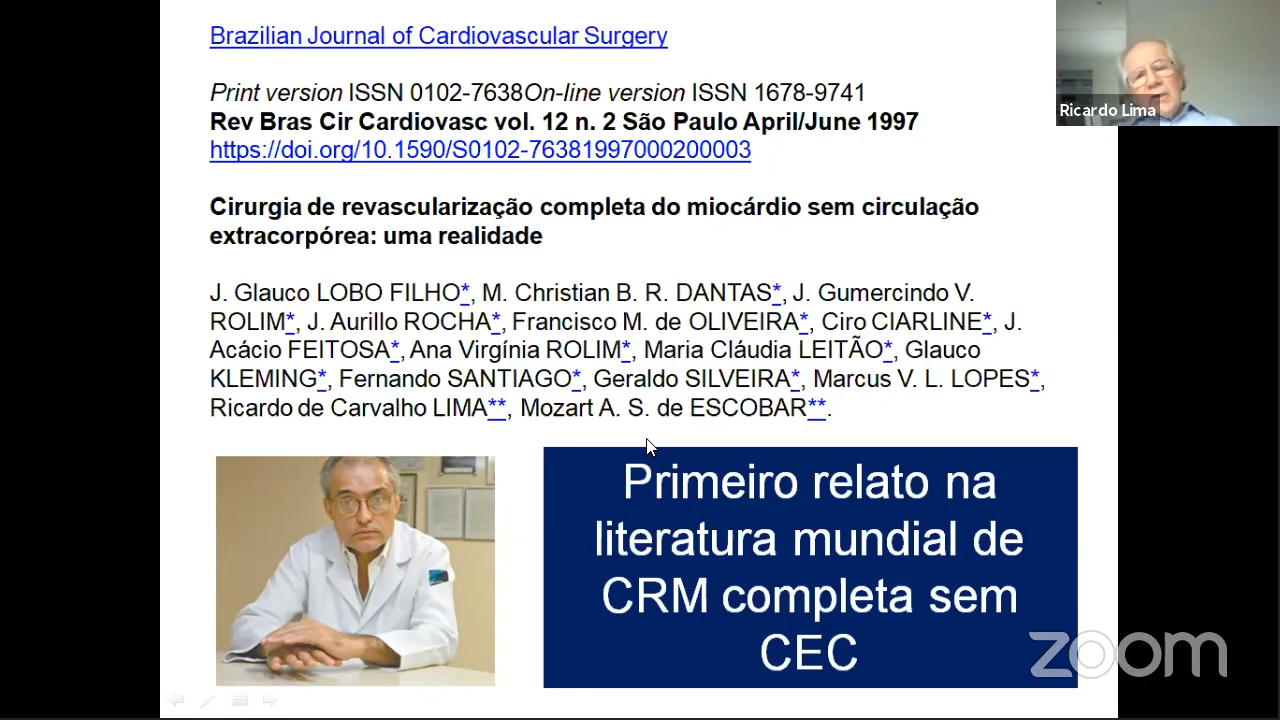 Brazilian Journal of Cardiovascular Surgery
Print version ISSN 0102-7638On-line version ISSN 1678-9741
Rev Bras Cir Cardiovasc vol. 12 n. 2 São Paulo April/June 1997
https://doi.org/10.1590/S0102-76381997000200003
Cirurgia de revascularização completa do miocárdio sem circulação
extracorpórea: uma realidade
J. Glauco LOBO FILHO*, M. Christian B. R. DANTAS*, J. Gumercindo V.
ROLIM*, J. Aurillo ROCHA*, Francisco M. de OLIVEIRA*, Ciro CIARLINE*, J.
Acácio FEITOSA*, Ana Virgínia ROLIM*, Maria Cláudia LEITÃO*, Glauco
KLEMING*, Fernando SANTIAGO*, Geraldo SILVEIRA*, Marcus V. L. LOPES*,
Ricardo de Carvalho LIMA**, Mozart A. S. de ESCOBAR**.
Primeiro relato na
literatura mundial de
CRM completa sem
CEC
Ricardo Lima
zoom